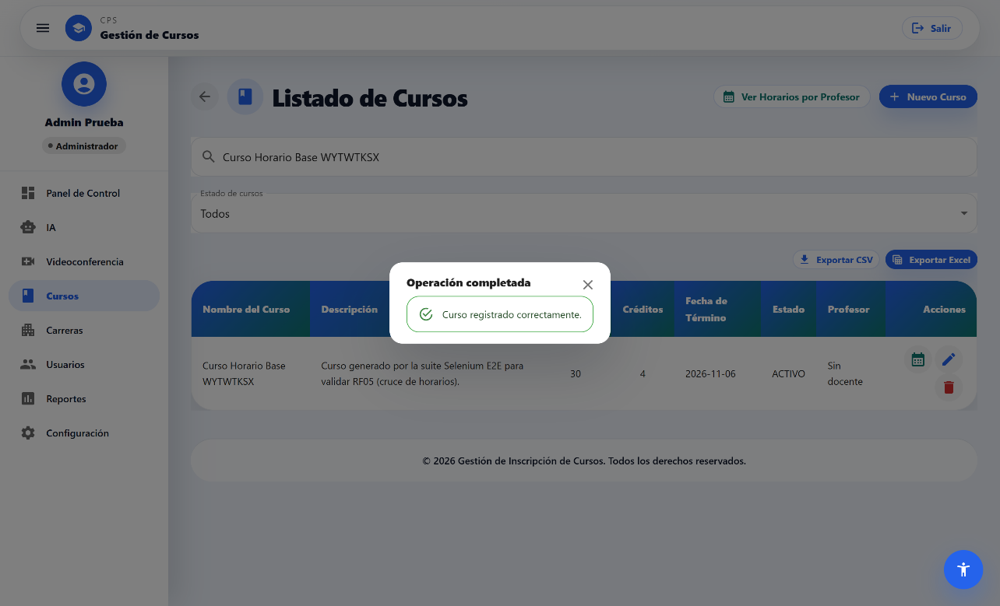 CPS
Gestión de Cursos
Salir
Admin Prueba
Administrador
Panel de Control
IA
Videoconferencia
Cursos
Carreras
Usuarios
Reportes
Configuración
Listado de Cursos
Ver Horarios por Profesor
Nuevo Curso
Curso Horario Base WYTWTKSX
Estado de cursos
Todos
Exportar CSV
Exportar Excel
Operación completada
Curso registrado correctamente.
Nombre del Curso
Descripción
Créditos
Fecha de
Término
Estado
Profesor
Acciones
Curso Horario Base
WYTWTKSX
Curso generado por la suite Selenium E2E para
validar RF05 (cruce de horarios).
30
4
2026-11-06
ACTIVO
Sin
docente
© 2026 Gestión de Inscripción de Cursos. Todos los derechos reservados.